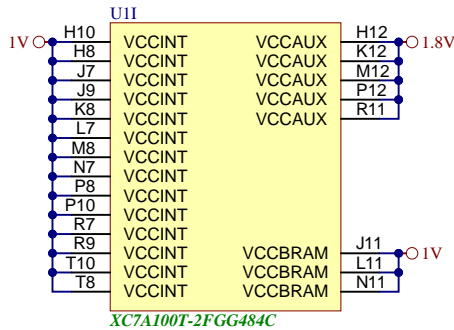 U1I
1V H10 VCCINT VCCAUX H12 1.8V
H8 VCCINT VCCAUX K12
J7 VCCINT VCCAUX M12
J9 VCCINT VCCAUX P12
K8 VCCINT VCCAUX R11
L7 VCCINT
M8 VCCINT
N7 VCCINT
P8 VCCINT
P10 VCCINT
R7 VCCINT
R9 VCCINT VCCBRAM J11 1V
T10 VCCINT VCCBRAM L11
T8 VCCINT VCCBRAM N11
XC7A100T-2FGG484C